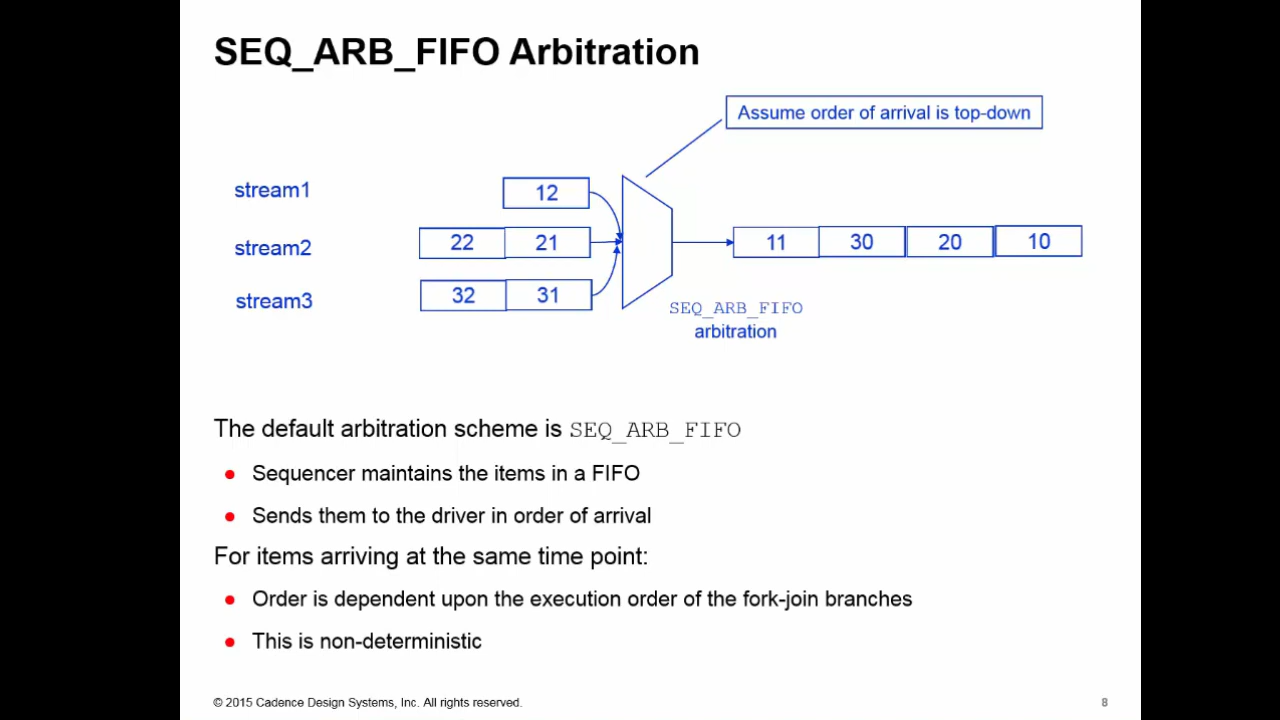 SEQ_ARB_FIFO Arbitration
Assume order of arrival is top-down
stream1
12
stream2
22 21
11 30 20 10
stream3
32 31
SEQ_ARB_FIFO
arbitration
The default arbitration scheme is SEQ_ARB_FIFO
● Sequencer maintains the items in a FIFO
● Sends them to the driver in order of arrival
For items arriving at the same time point:
● Order is dependent upon the execution order of the fork-join branches
● This is non-deterministic
© 2015 Cadence Design Systems, Inc. All rights reserved.
8